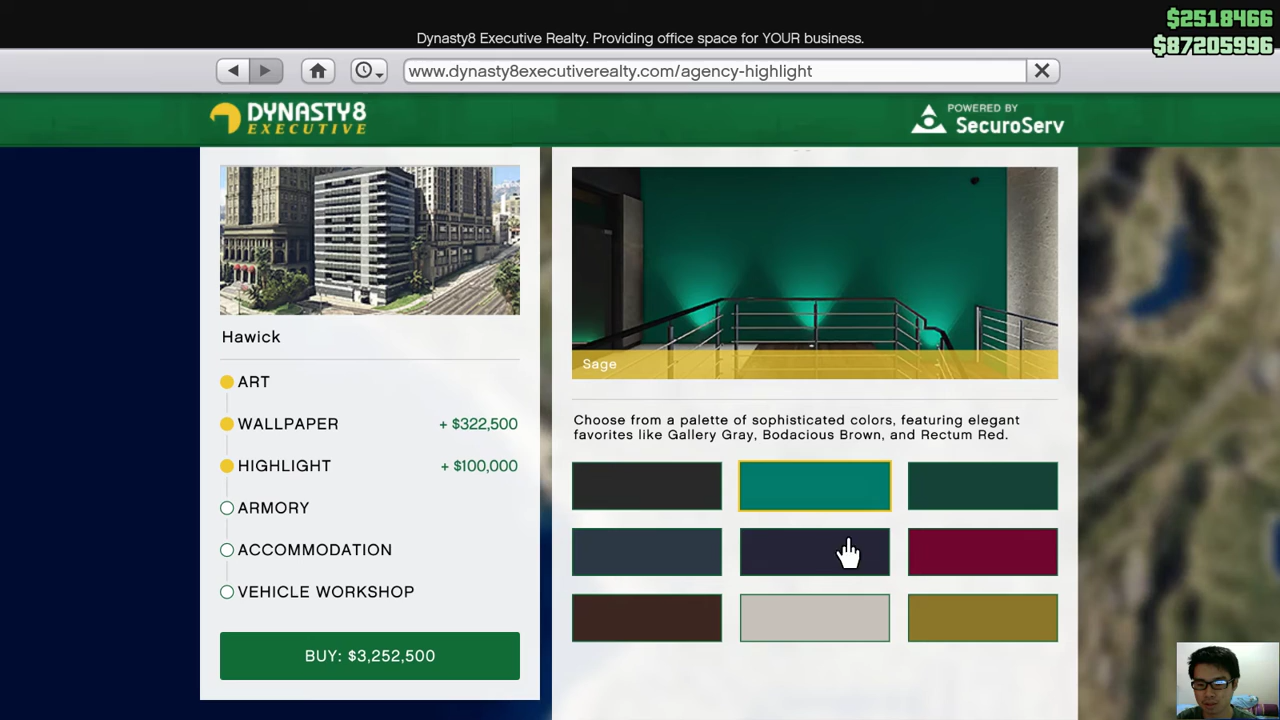 $2518466
$87205996
Dynasty8 Executive Realty. Providing office space for YOUR business.
www.dynasty8executiverealty.com/agency-highlight
DYNASTY8
EXECUTIVE
POWERED BY
SecuroServ
Hawick
ART
WALLPAPER + $322,500
HIGHLIGHT + $100,000
ARMORY
ACCOMMODATION
VEHICLE WORKSHOP
BUY: $3,252,500
Sage
Choose from a palette of sophisticated colors, featuring elegant
favorites like Gallery Gray, Bodacious Brown, and Rectum Red.